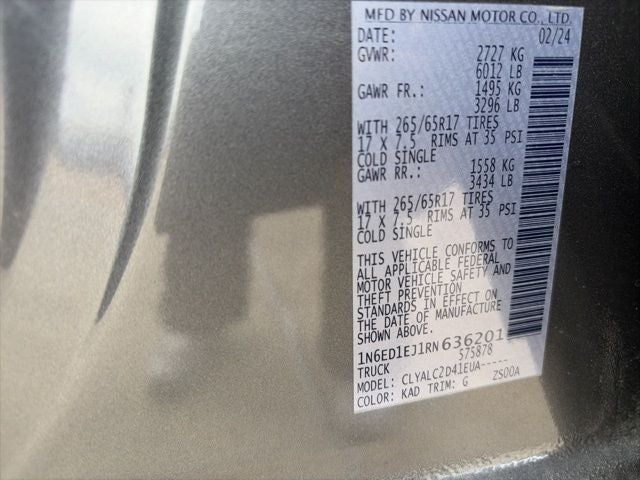 MFD BY NISSAN MOTOR CO., LTD.
DATE: 02/24
GVWR: 2727 KG
6012 LB
GAWR FR.: 1495 KG
3296 LB
WITH 265/65R17 TIRES
17 X 7.5 RIMS AT 35 PSI
COLD SINGLE
GAWR RR.: 1558 KG
3434 LB
WITH 265/65R17 TIRES
17 X 7.5 RIMS AT 35 PSI
COLD SINGLE
THIS VEHICLE CONFORMS TO
ALL APPLICABLE FEDERAL
MOTOR VEHICLE SAFETY AND
THEFT PREVENTION
STANDARDS IN EFFECT ON
THE DATE OF MANUFACTURE
SHOWN ABOVE.
1N6ED1EJ1RN636201
TRUCK 575878
MODEL: CLYALC2D41EUA-----
COLOR: KAD TRIM: G ZS00A